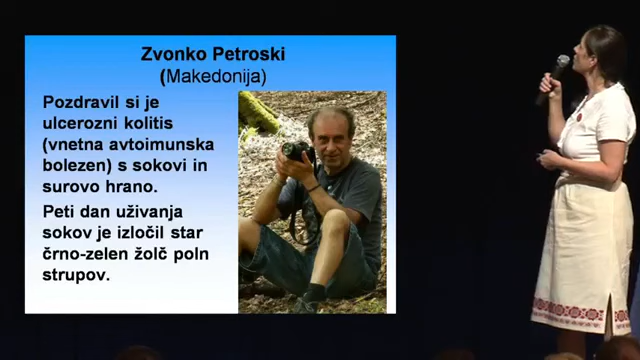 Zvonko Petroski
(Makedonija)
Pozdravil si je
ulcerozni kolitis
(vnetna avtoimunska
bolezen) s sokovi in
surovo hrano.
Peti dan uživanja
sokov je izločil star
črno-zelen žolč poln
strupov.